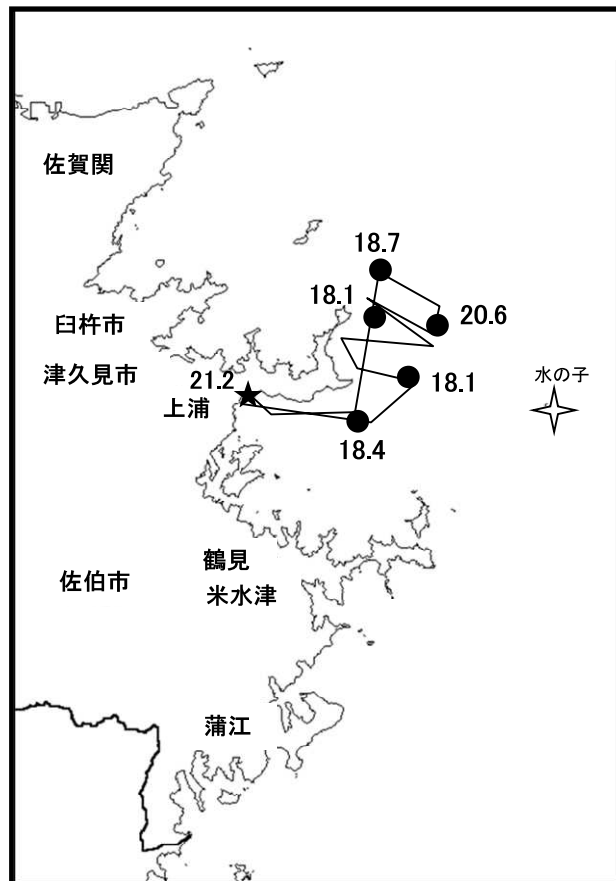 佐賀関
18.7
18.1
20.6
臼杵市
津久見市
21.2
18.1
水の子
上浦
18.4
鶴見
佐伯市
米水津
蒲江